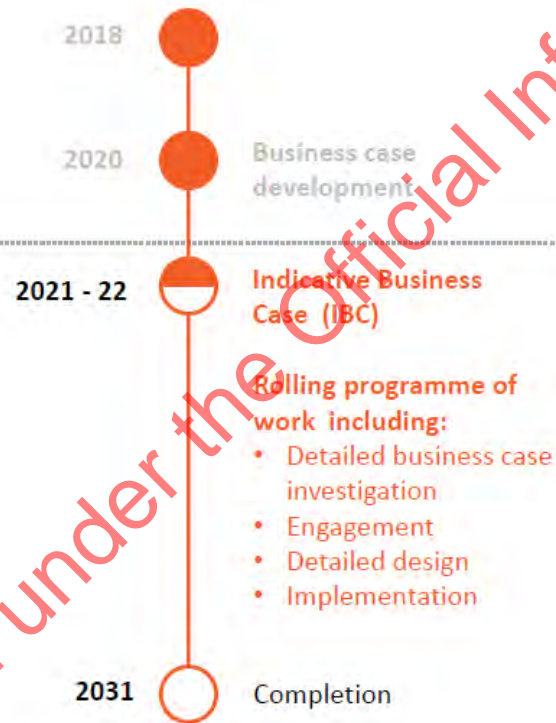 2018
2020
Business case
development
2021 - 22
Indicative Business
Case (IBC)
Rolling programme of
work including:
• Detailed business case
investigation
• Engagement
• Detailed design
• Implementation
2031
Completion
under the Official Inf